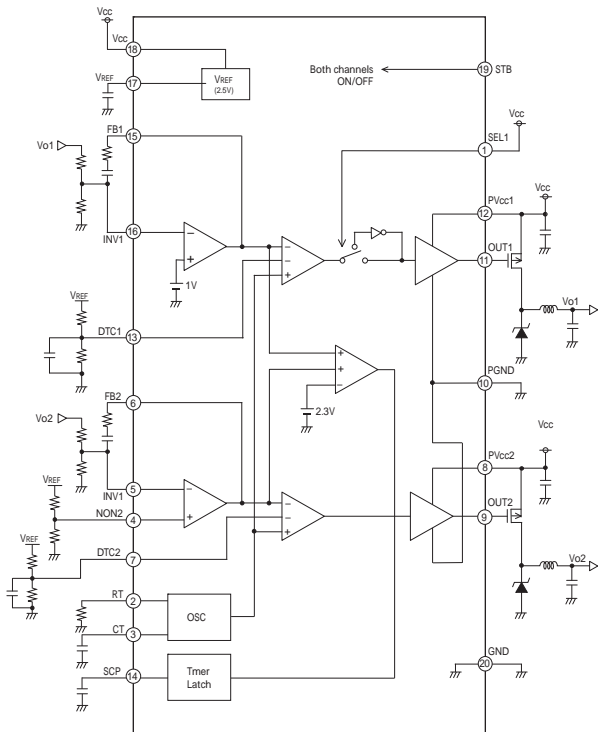 Vcc
Vcc
18
VREF
17
VREF
(2.5V)
Both channels
ON/OFF
19
STB
Vcc
SEL1
1
FB1
15
Vo1
16
INV1
1V
PVcc1
12
Vcc
OUT1
11
Vo1
VREF
DTC1
13
PGND
10
2.3V
FB2
6
Vo2
5
INV1
VREF
NON2
4
VREF
DTC2
7
Vcc
PVcc2
8
OUT2
9
Vo2
RT
2
CT
3
OSC
SCP
14
Tmer
Latch
GND
20